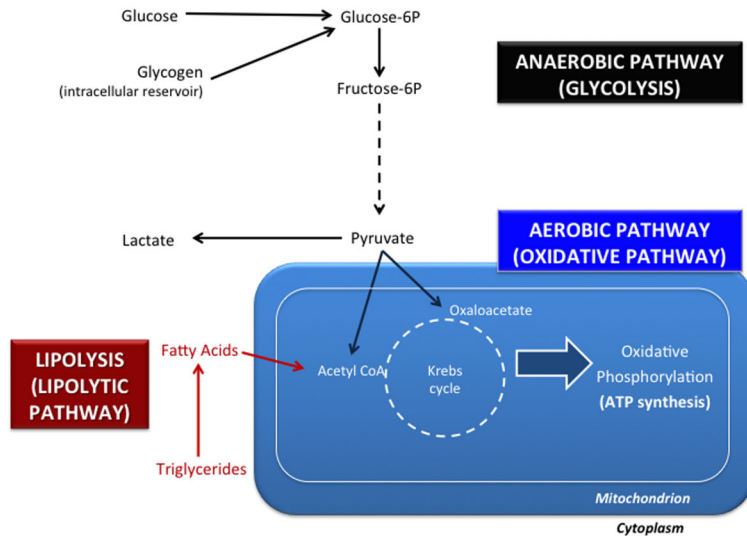 Glucose
Glucose-6P
Glycogen
(intracellular reservoir)
Fructose-6P
ANAEROBIC PATHWAY
(GLYCOLYSIS)
Lactate
Pyruvate
AEROBIC PATHWAY
(OXIDATIVE PATHWAY)
Oxaloacetate
LIPOLYSIS
(LIPOLYTIC
PATHWAY)
Fatty Acids
Acetyl CoA
Krebs
cycle
Oxidative
Phosphorylation
(ATP synthesis)
Triglycerides
Mitochondrion
Cytoplasm